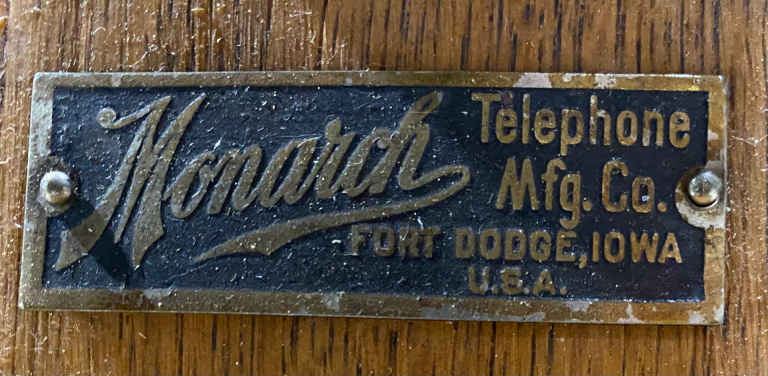 Monarch
Telephone
Mfg. Co.
FORT DODGE, IOWA
U.S.A.